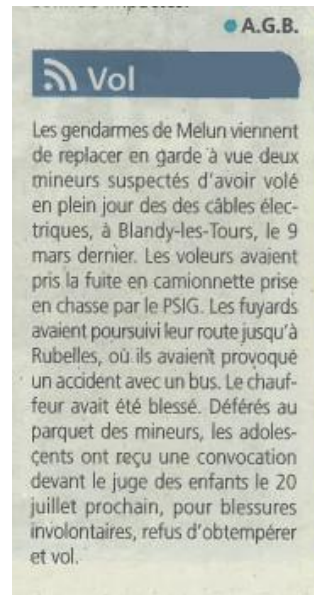 A.G.B.
Vol
Les gendarmes de Melun viennent
de replacer en garde à vue deux
mineurs suspectés d'avoir volé
en plein jour des des câbles élec-
triques, à Blandy-les-Tours, le 9
mars dernier. Les voleurs avaient
pris la fuite en camionnette prise
en chasse par le PSIG. Les fuyards
avaient poursuivi leur route jusqu'à
Rubelles, où ils avaient provoqué
un accident avec un bus. Le chauf-
feur avait été blessé. Déférés au
parquet des mineurs, les adoles-
cents ont reçu une convocation
devant le juge des enfants le 20
juillet prochain, pour blessures
involontaires, refus d'obtempérer
et vol.